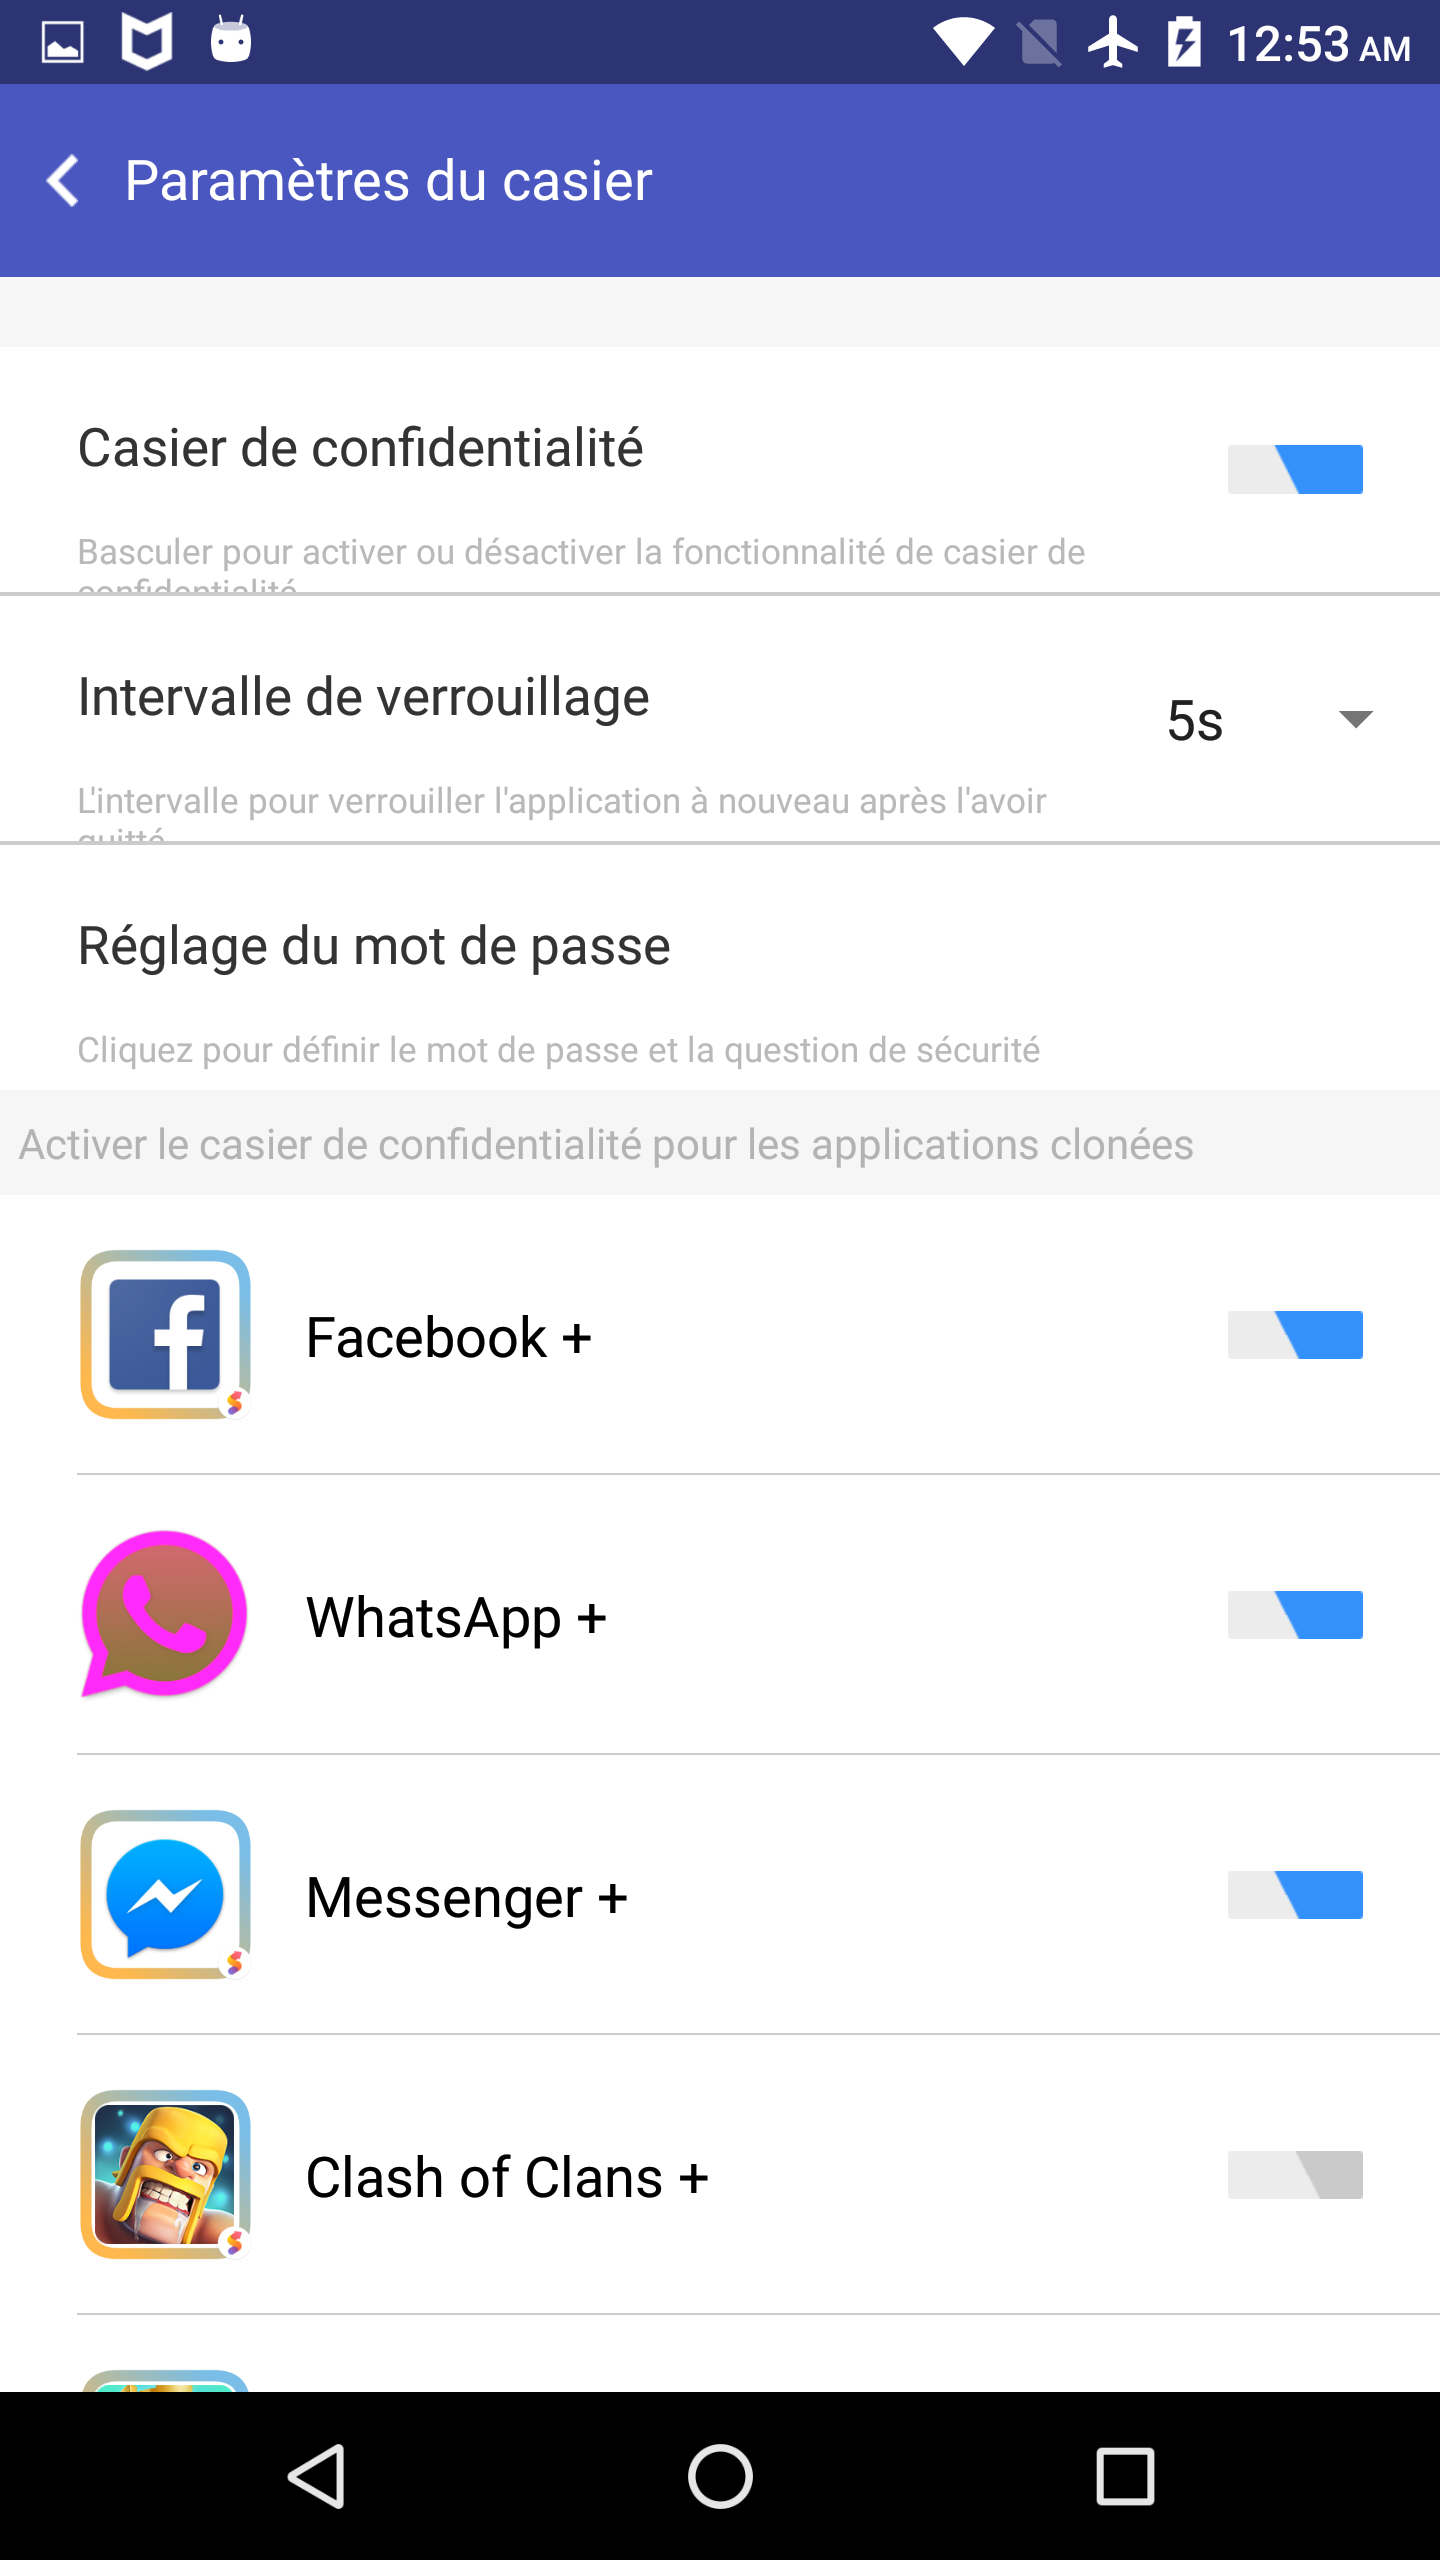 12:53 AM
Paramètres du casier
Casier de confidentialité
Basculer pour activer ou désactiver la fonctionnalité de casier de
confidentialité
Intervalle de verrouillage
5s
L'intervalle pour verrouiller l'application à nouveau après l'avoir
quitté
Réglage du mot de passe
Cliquez pour définir le mot de passe et la question de sécurité
Activer le casier de confidentialité pour les applications clonées
Facebook +
WhatsApp +
Messenger +
Clash of Clans +